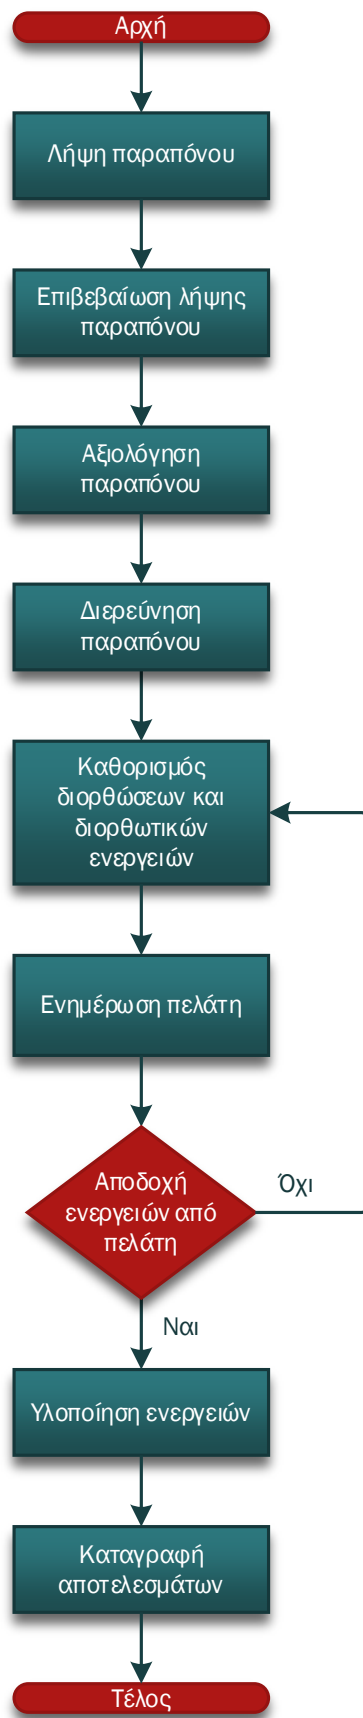 Αρχή
Λήψη παραπόνου
Επιβεβαίωση λήψης
παραπόνου
Αξιολόγηση
παραπόνου
Διερεύνηση
παραπόνου
Καθορισμός
διορθώσεων και
διορθωτικών
ενεργειών
Ενημέρωση πελάτη
Αποδοχή
ενεργειών από
πελάτη
Όχι
Ναι
Υλοποίηση ενεργειών
Καταγραφή
αποτελεσμάτων
Τέλος